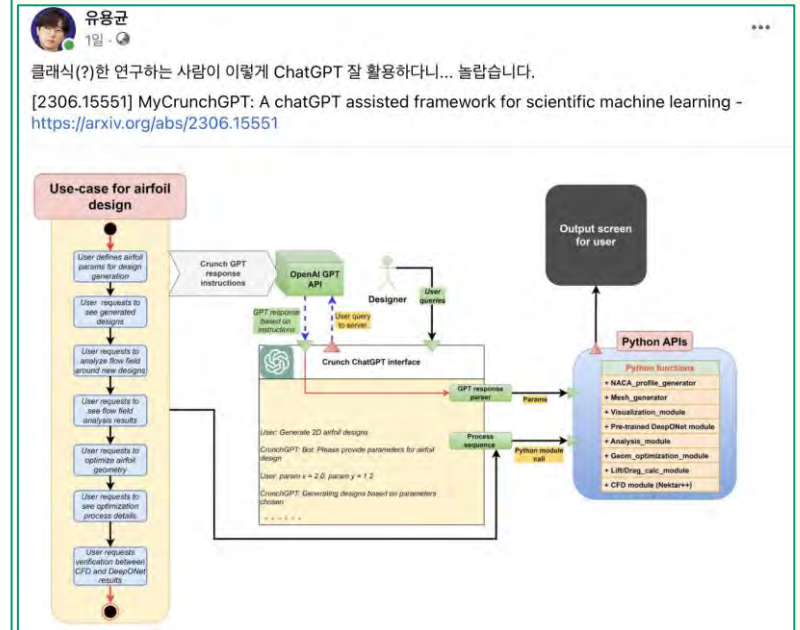 유용균
1일 ·
클래식(?)한 연구하는 사람이 이렇게 ChatGPT 잘 활용하다니... 놀랍습니다.
[2306.15551] MyCrunchGPT: A chatGPT assisted framework for scientific machine learning -
https://arxiv.org/abs/2306.15551
Use-case for airfoil
design
User defines airfoil
params for design
generation
User requests to
see generated
designs
User requests to
analyze flow field
around new designs
User requests to
see flow field
analysis results
User requests to
optimize airfoil
geometry
User requests to
see optimization
process details
User requests
verification between
CFD and DeepONet
results
Crunch GPT
response
instructions
OpenAI GPT
API
Designer
User
queries
GPT response
based on
instructions
User query
to server
Crunch ChatGPT interface
GPT response
parser
Params
Process
sequence
Python module
call
User: Generate 2D airfoil designs
CrunchGPT: Bot: Please provide parameters for airfoil
design
User: param x = 2.0, param y = 1.2
CrunchGPT: Generating designs based on parameters
chosen
Output screen
for user
Python APIs
Python functions
+ NACA_profile_generator
+ Mesh_generator
+ Visualization_module
+ Pre-trained DeepONet module
+ Analysis_module
+ Geom_optimization_module
+ Lift/Drag_calc_module
+ CFD module (Nektar++)